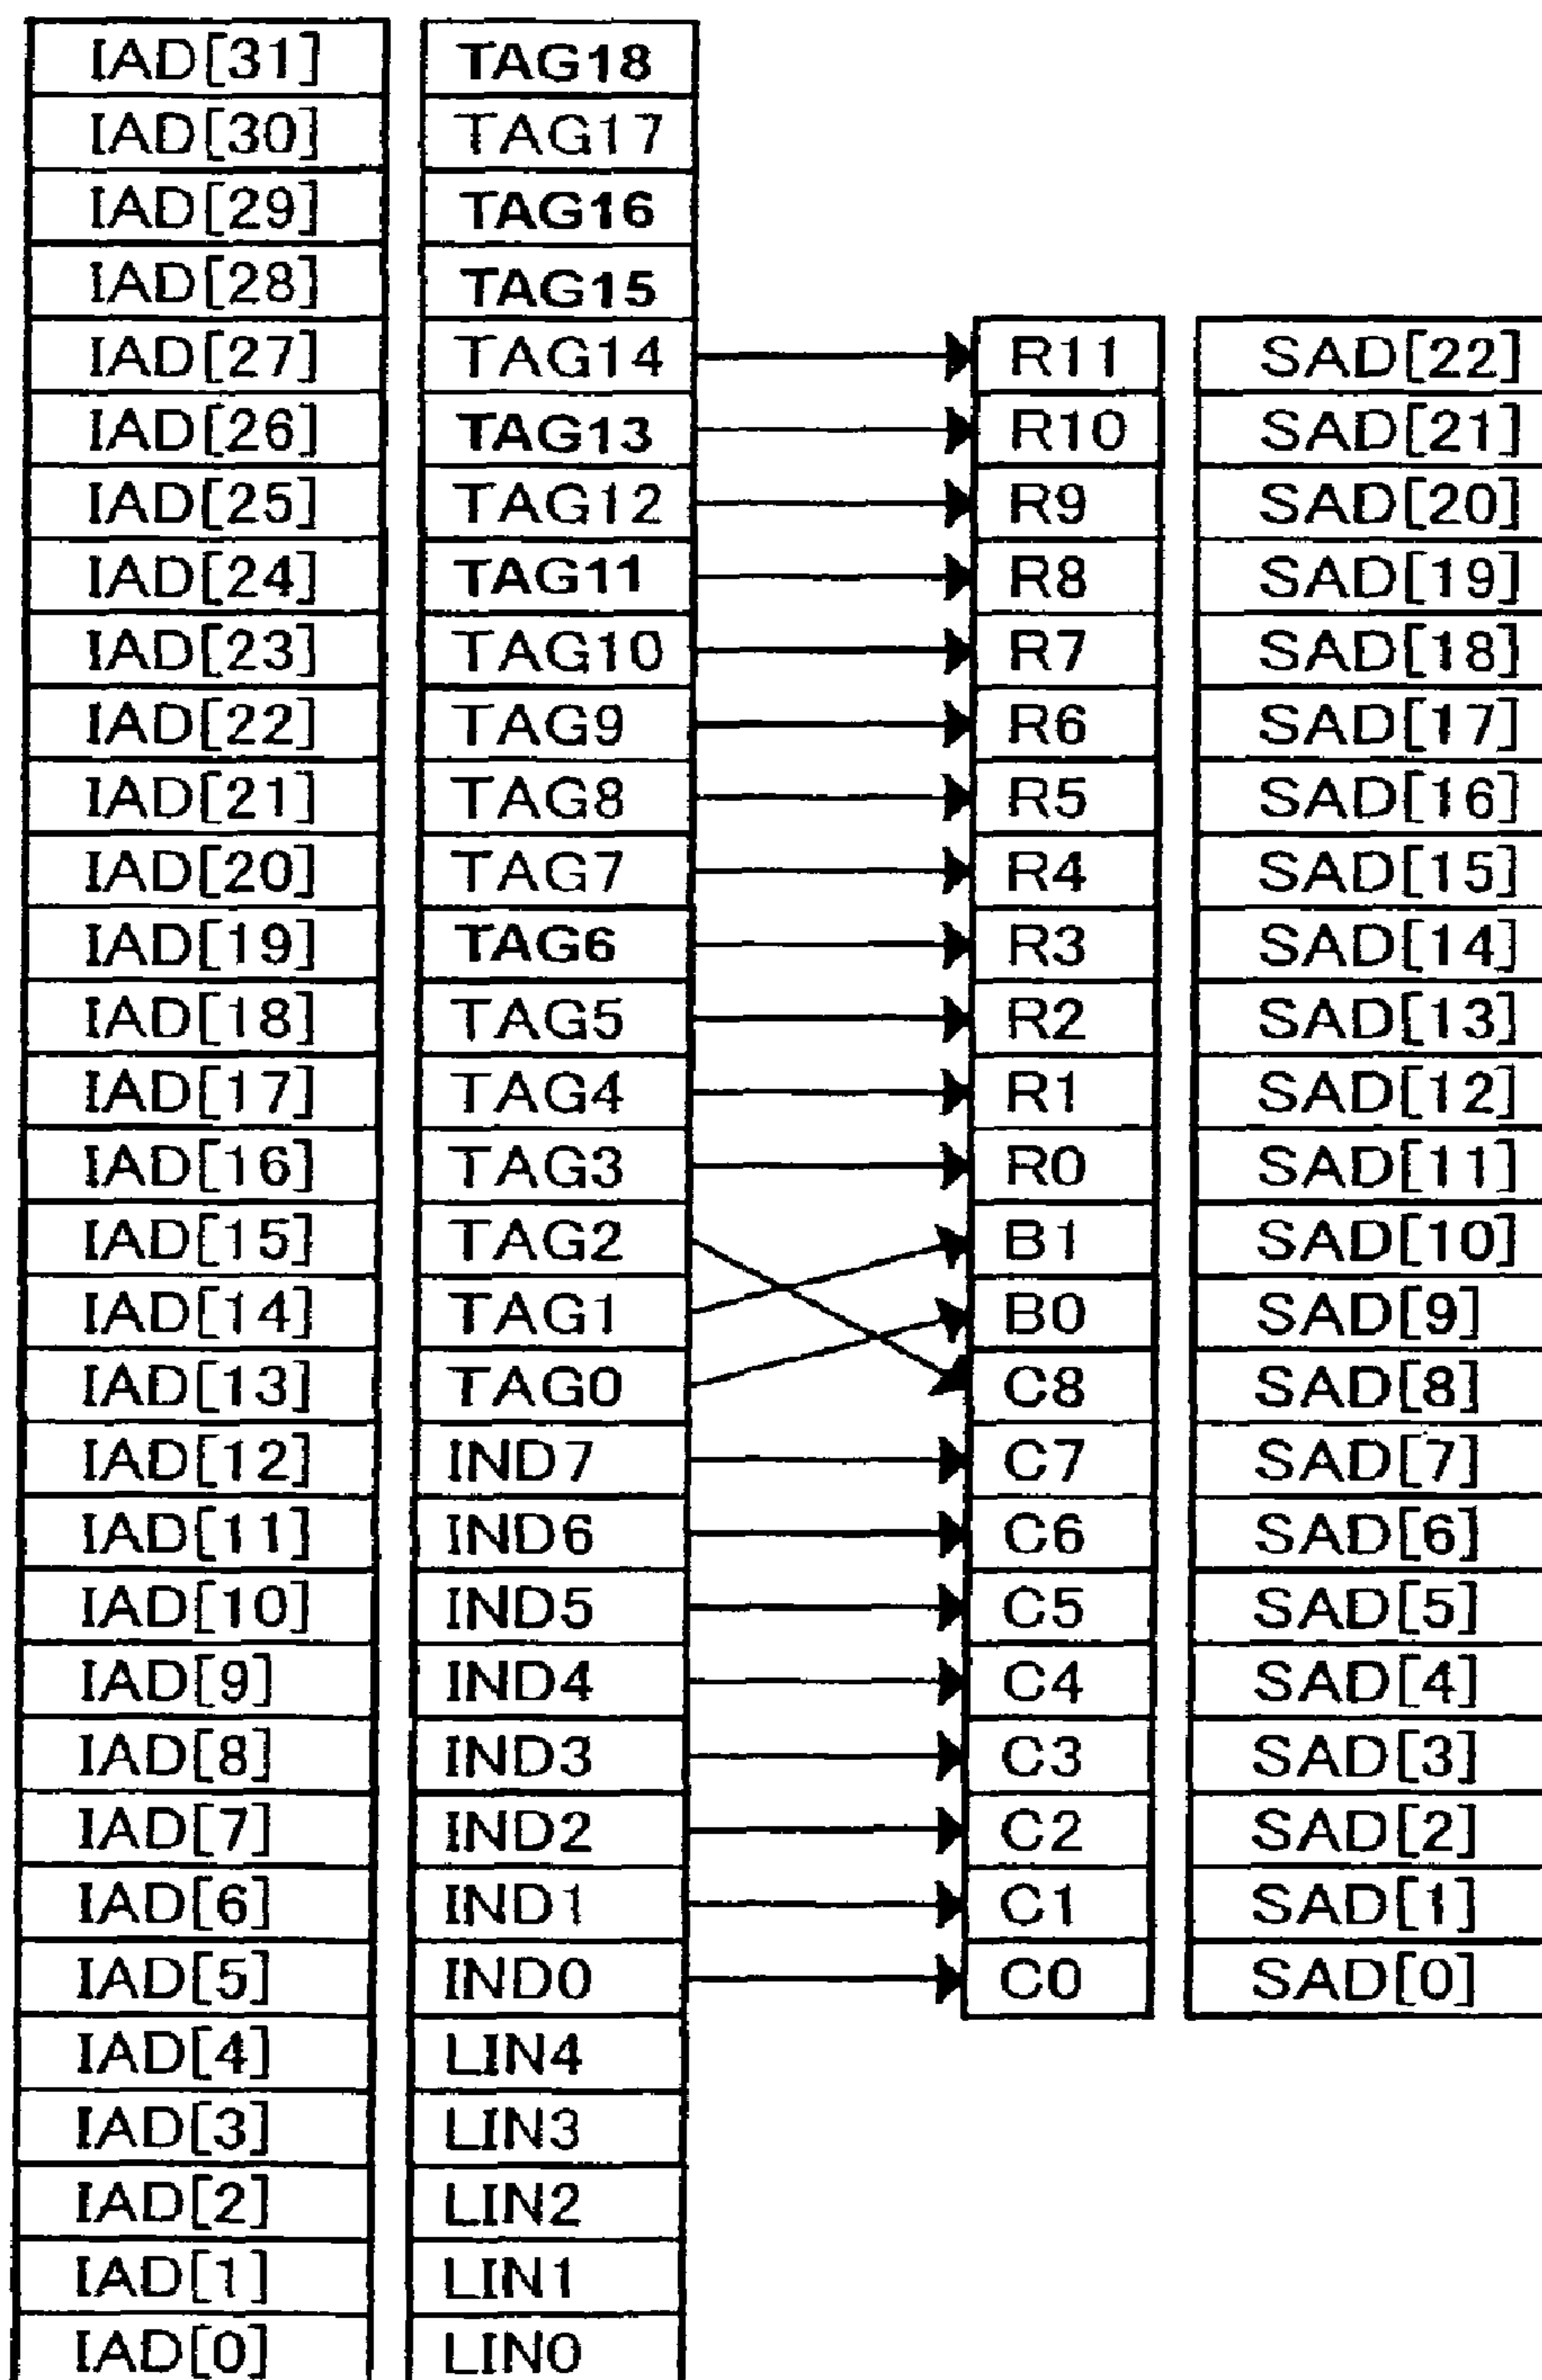 IAD[31] TAG18
IAD[30] TAG17
IAD[29] TAG16
IAD[28] TAG15
IAD[27] TAG14 R11 SAD[22]
IAD[26] TAG13 R10 SAD[21]
IAD[25] TAG12 R9 SAD[20]
IAD[24] TAG11 R8 SAD[19]
IAD[23] TAG10 R7 SAD[18]
IAD[22] TAG9 R6 SAD[17]
IAD[21] TAG8 R5 SAD[16]
IAD[20] TAG7 R4 SAD[15]
IAD[19] TAG6 R3 SAD[14]
IAD[18] TAG5 R2 SAD[13]
IAD[17] TAG4 R1 SAD[12]
IAD[16] TAG3 R0 SAD[11]
IAD[15] TAG2 B1 SAD[10]
IAD[14] TAG1 B0 SAD[9]
IAD[13] TAG0 C8 SAD[8]
IAD[12] IND7 C7 SAD[7]
IAD[11] IND6 C6 SAD[6]
IAD[10] IND5 C5 SAD[5]
IAD[9] IND4 C4 SAD[4]
IAD[8] IND3 C3 SAD[3]
IAD[7] IND2 C2 SAD[2]
IAD[6] IND1 C1 SAD[1]
IAD[5] IND0 C0 SAD[0]
IAD[4] LIN4
IAD[3] LIN3
IAD[2] LIN2
IAD[1] LIN1
IAD[0] LIN0